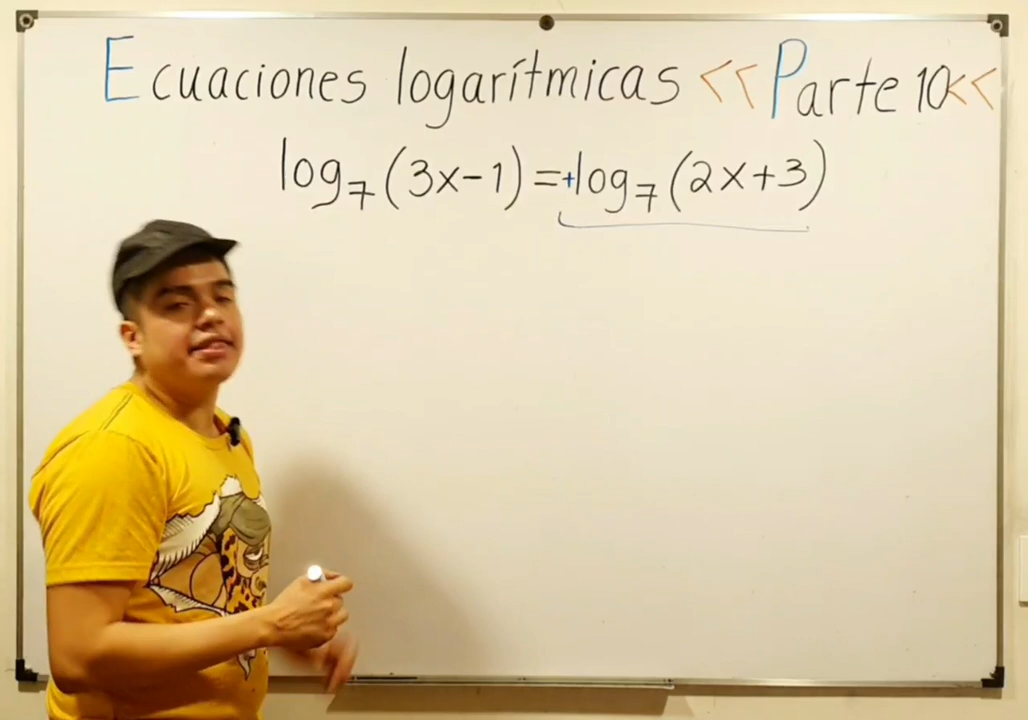 Ecuaciones logarítmicas <<Parte 10<<
log₇(3x-1)=+log₇(2x+3)